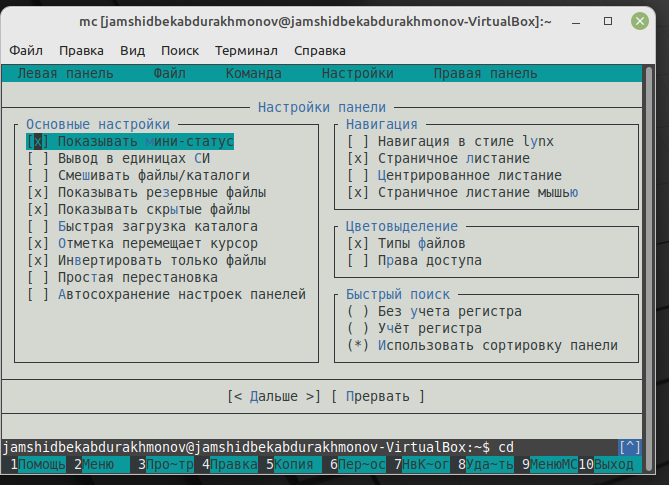 mc [jamshidbekabdurakhmonov@jamshidbekabdurakhmonov-VirtualBox]:~
Файл Правка Вид Поиск Терминал Справка
Левая панель Файл Команда Настройки Правая панель
Настройки панели
Основные настройки
[x] Показывать мини-статус
[ ] Вывод в единицах СИ
[ ] Смешивать файлы/каталоги
[x] Показывать резервные файлы
[x] Показывать скрытые файлы
[ ] Быстрая загрузка каталога
[x] Отметка перемещает курсор
[x] Инвертировать только файлы
[ ] Простая перестановка
[ ] Автосохранение настроек панелей
Навигация
[ ] Навигация в стиле lynx
[x] Страничное листание
[ ] Центрированное листание
[x] Страничное листание мышью
Цветовыделение
[x] Типы файлов
[ ] Права доступа
Быстрый поиск
( ) Без учета регистра
( ) Учёт регистра
(*) Использовать сортировку панели
[< Дальше >] [ Прервать ]
jamshidbekabdurakhmonov@jamshidbekabdurakhmonov-VirtualBox:~$ cd [^]
1Помощь 2Меню 3Про~тр 4Правка 5Копия 6Пер~ос 7НвК~ог 8Уда~ть 9МенюMC 10Выход